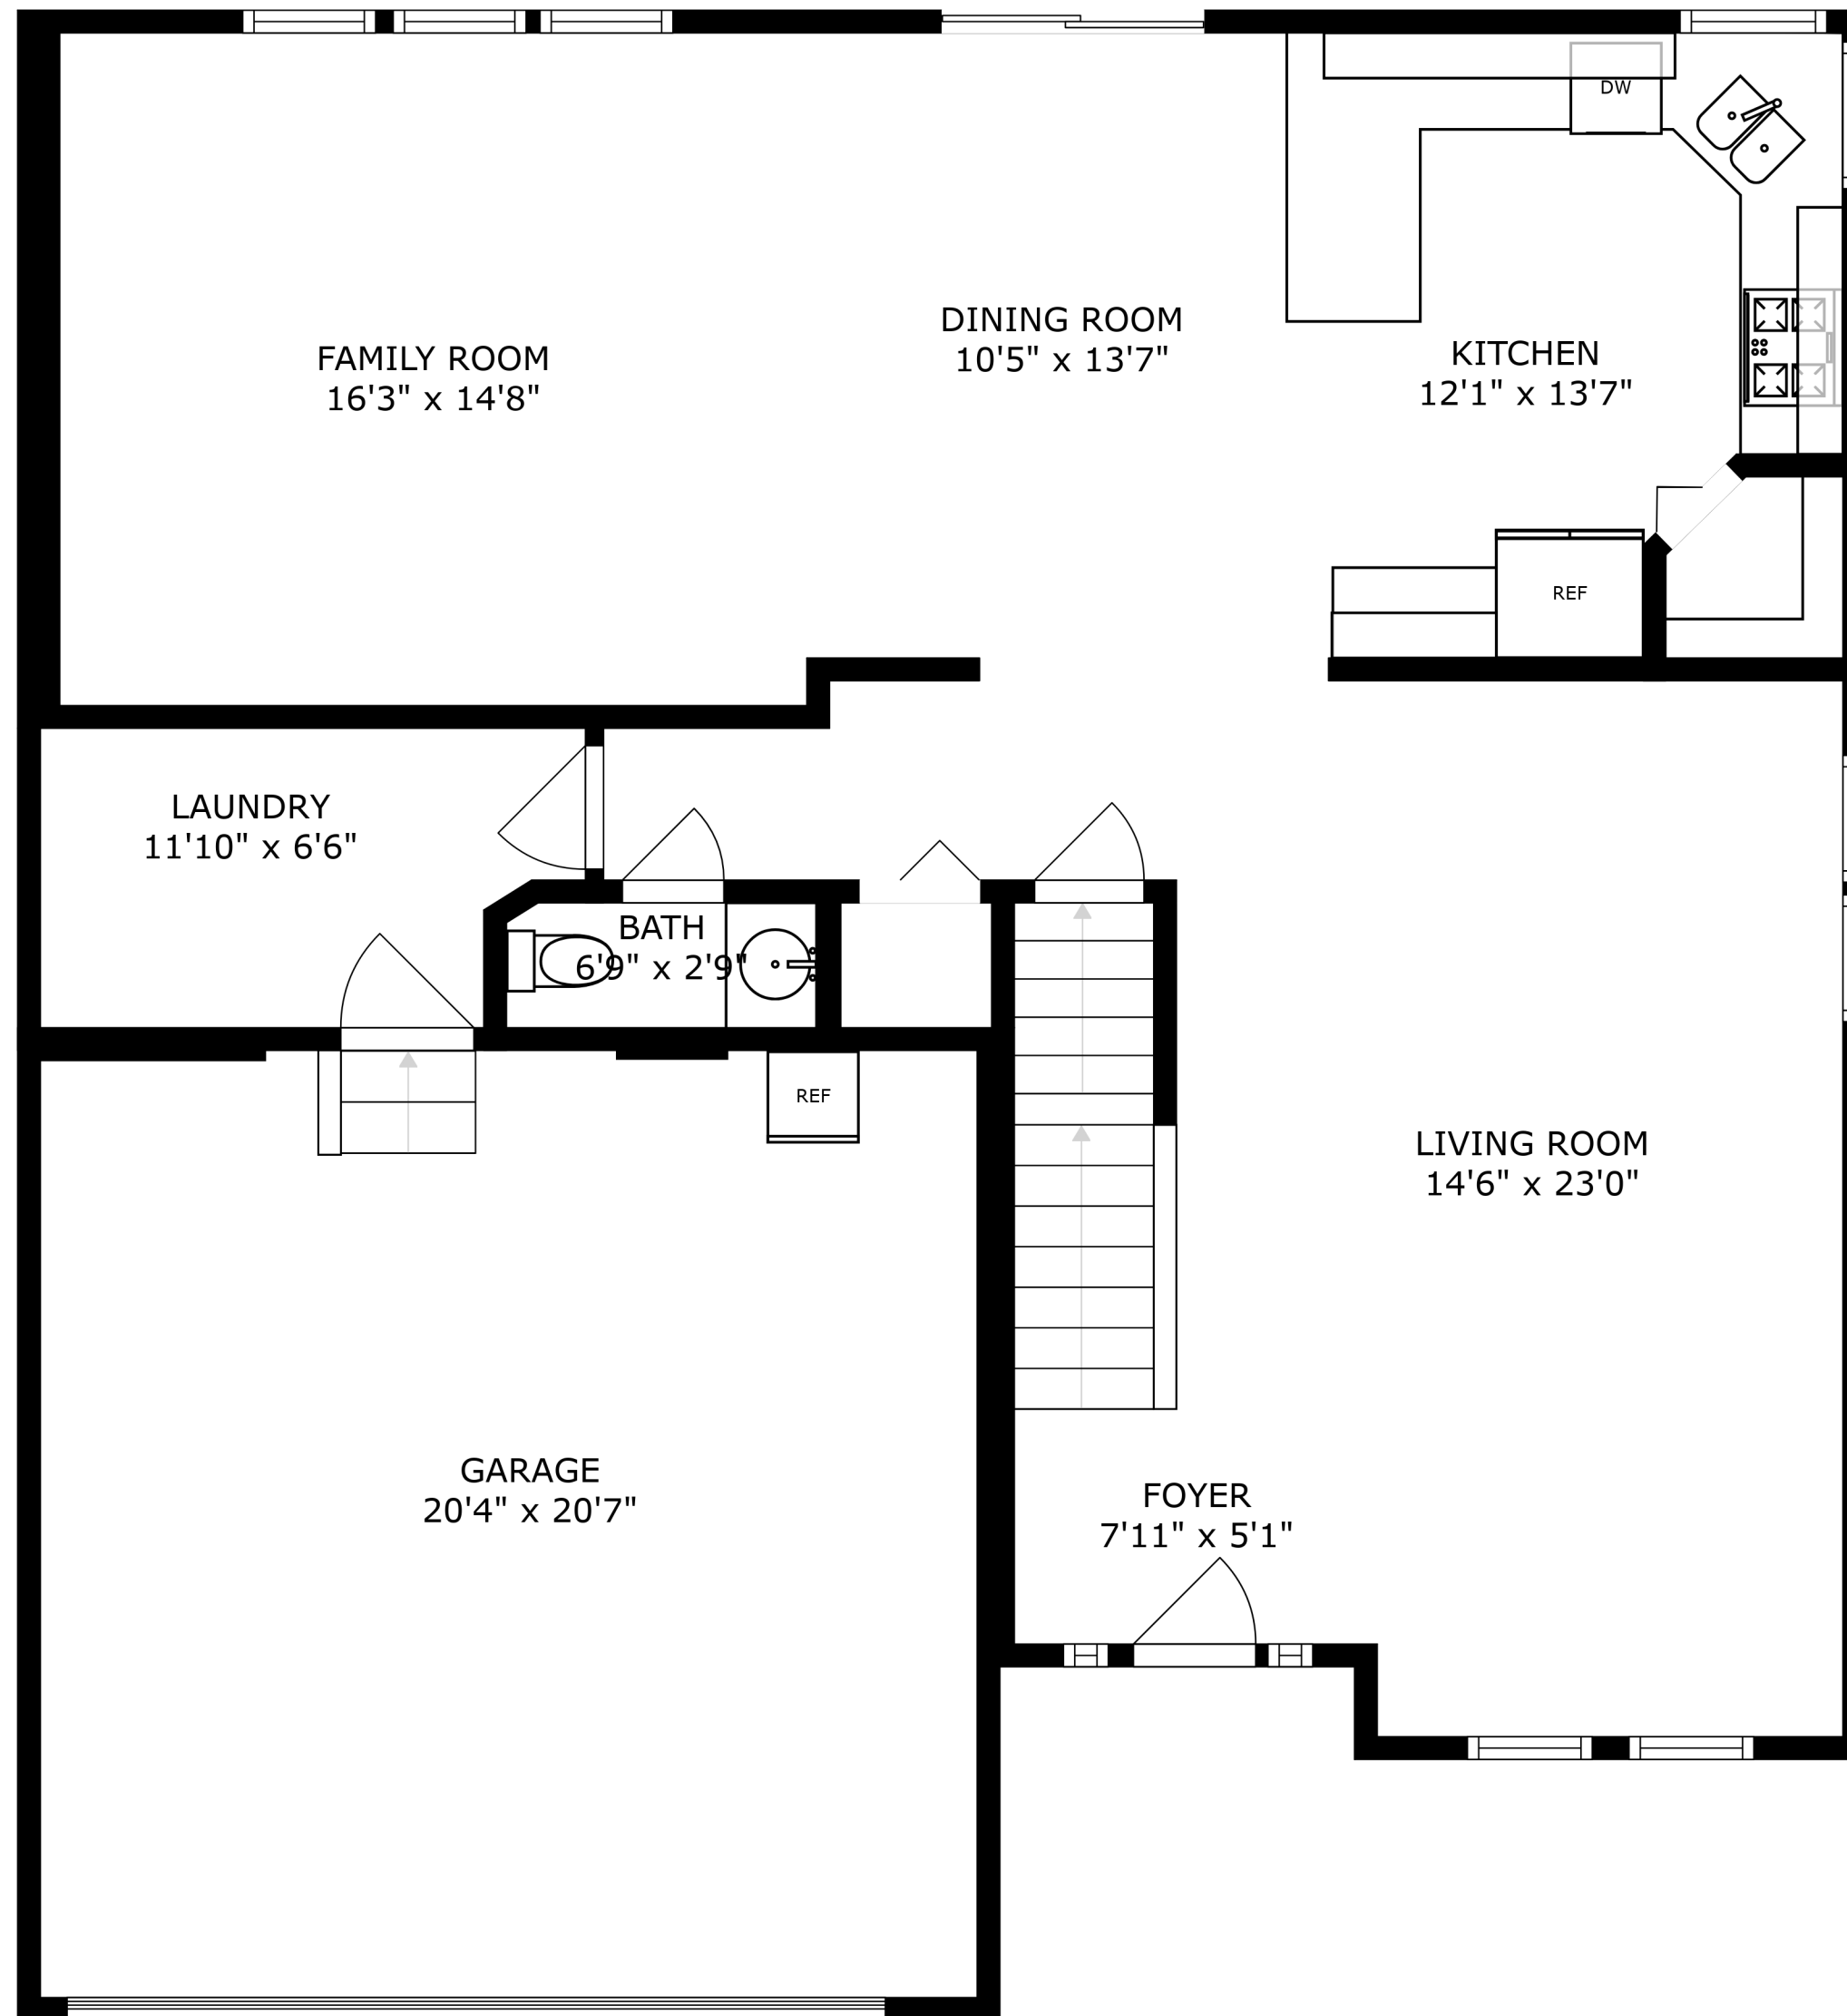 DW
DINING ROOM
10'5" x 13'7"
FAMILY ROOM
16'3" x 14'8"
KITCHEN
12'1" x 13'7"
REF
LAUNDRY
11'10" x 6'6"
BATH
6'9" x 2'9"
REF
LIVING ROOM
14'6" x 23'0"
GARAGE
20'4" x 20'7"
FOYER
7'11" x 5'1"